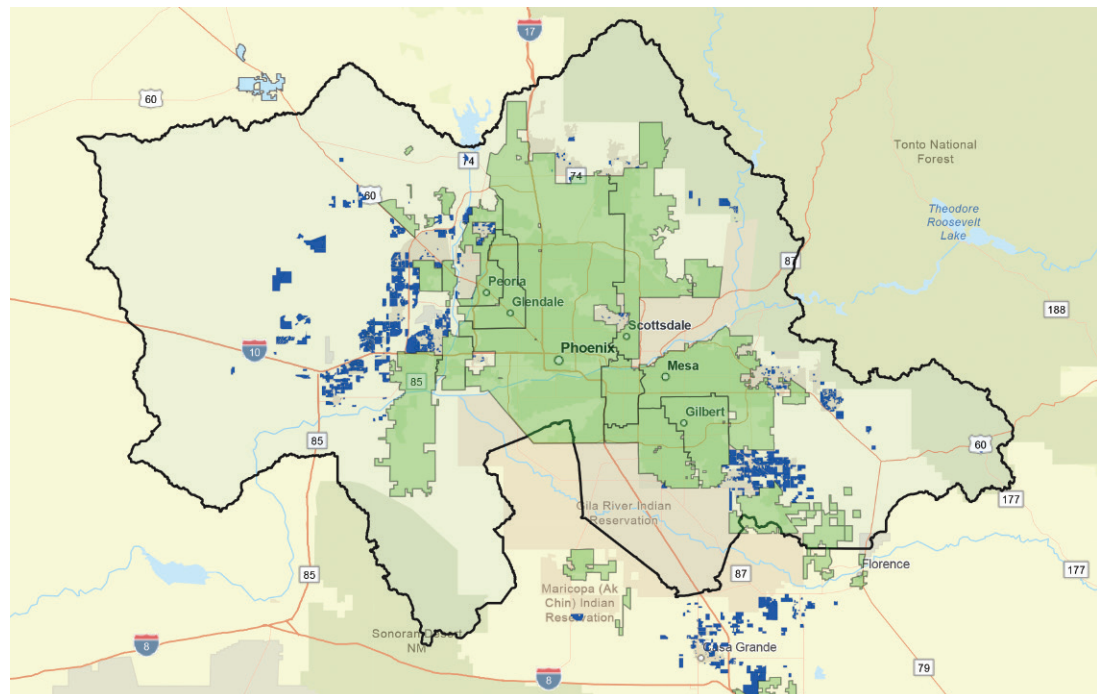 17
60
Tonto National
Forest
74
74
60
Theodore
Roosevelt
Lake
87
Peoria
Glendale
188
Scottsdale
10
Phoenix
Mesa
85
Gilbert
85
60
177
Gila River Indian
Reservation
87
Florence
177
85
Maricopa (Ak
Chin) Indian
Reservation
Sonoran Desert
NM
8
Casa Grande
79
8